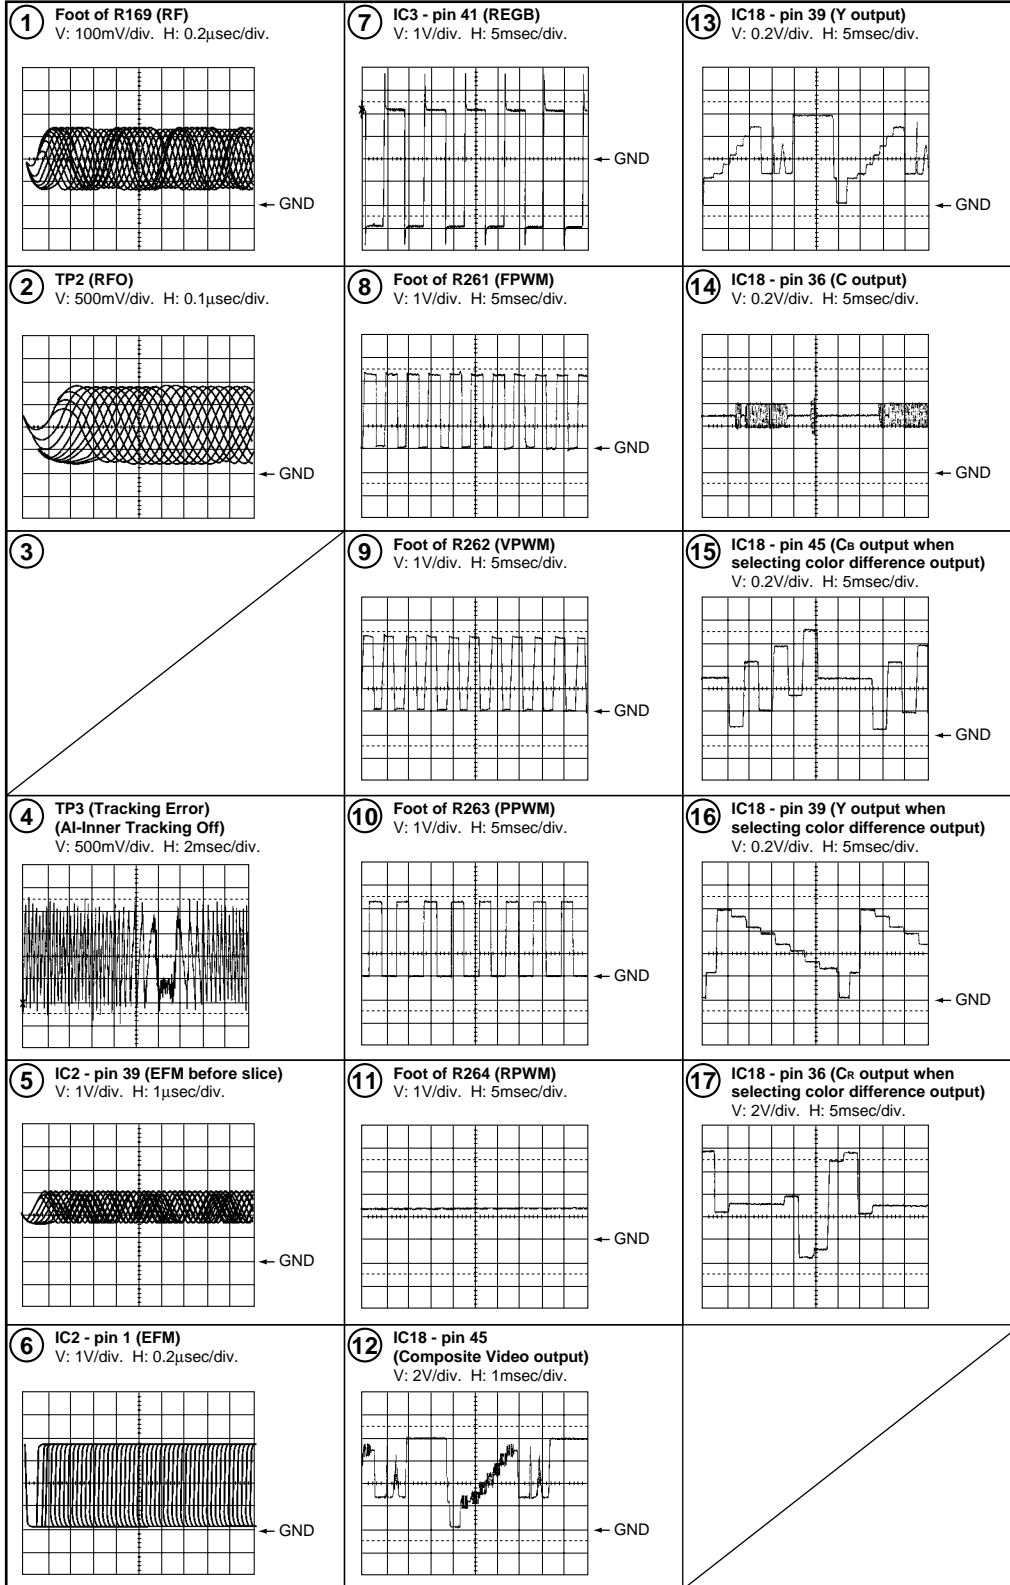 1
Foot of R169 (RF)
V: 100mV/div. H: 0.2µsec/div.
← GND
2
TP2 (RFO)
V: 500mV/div. H: 0.1µsec/div.
← GND
3
4
TP3 (Tracking Error)
(AI-Inner Tracking Off)
V: 500mV/div. H: 2msec/div.
5
IC2 - pin 39 (EFM before slice)
V: 1V/div. H: 1µsec/div.
← GND
6
IC2 - pin 1 (EFM)
V: 1V/div. H: 0.2µsec/div.
← GND
7
IC3 - pin 41 (REGB)
V: 1V/div. H: 5msec/div.
← GND
8
Foot of R261 (FPWM)
V: 1V/div. H: 5msec/div.
← GND
9
Foot of R262 (VPWM)
V: 1V/div. H: 5msec/div.
← GND
10
Foot of R263 (PPWM)
V: 1V/div. H: 5msec/div.
← GND
11
Foot of R264 (RPWM)
V: 1V/div. H: 5msec/div.
← GND
12
IC18 - pin 45
(Composite Video output)
V: 2V/div. H: 1msec/div.
← GND
13
IC18 - pin 39 (Y output)
V: 0.2V/div. H: 5msec/div.
← GND
14
IC18 - pin 36 (C output)
V: 0.2V/div. H: 5msec/div.
← GND
15
IC18 - pin 45 (CB output when
selecting color difference output)
V: 0.2V/div. H: 5msec/div.
← GND
16
IC18 - pin 39 (Y output when
selecting color difference output)
V: 0.2V/div. H: 5msec/div.
← GND
17
IC18 - pin 36 (CR output when
selecting color difference output)
V: 2V/div. H: 5msec/div.